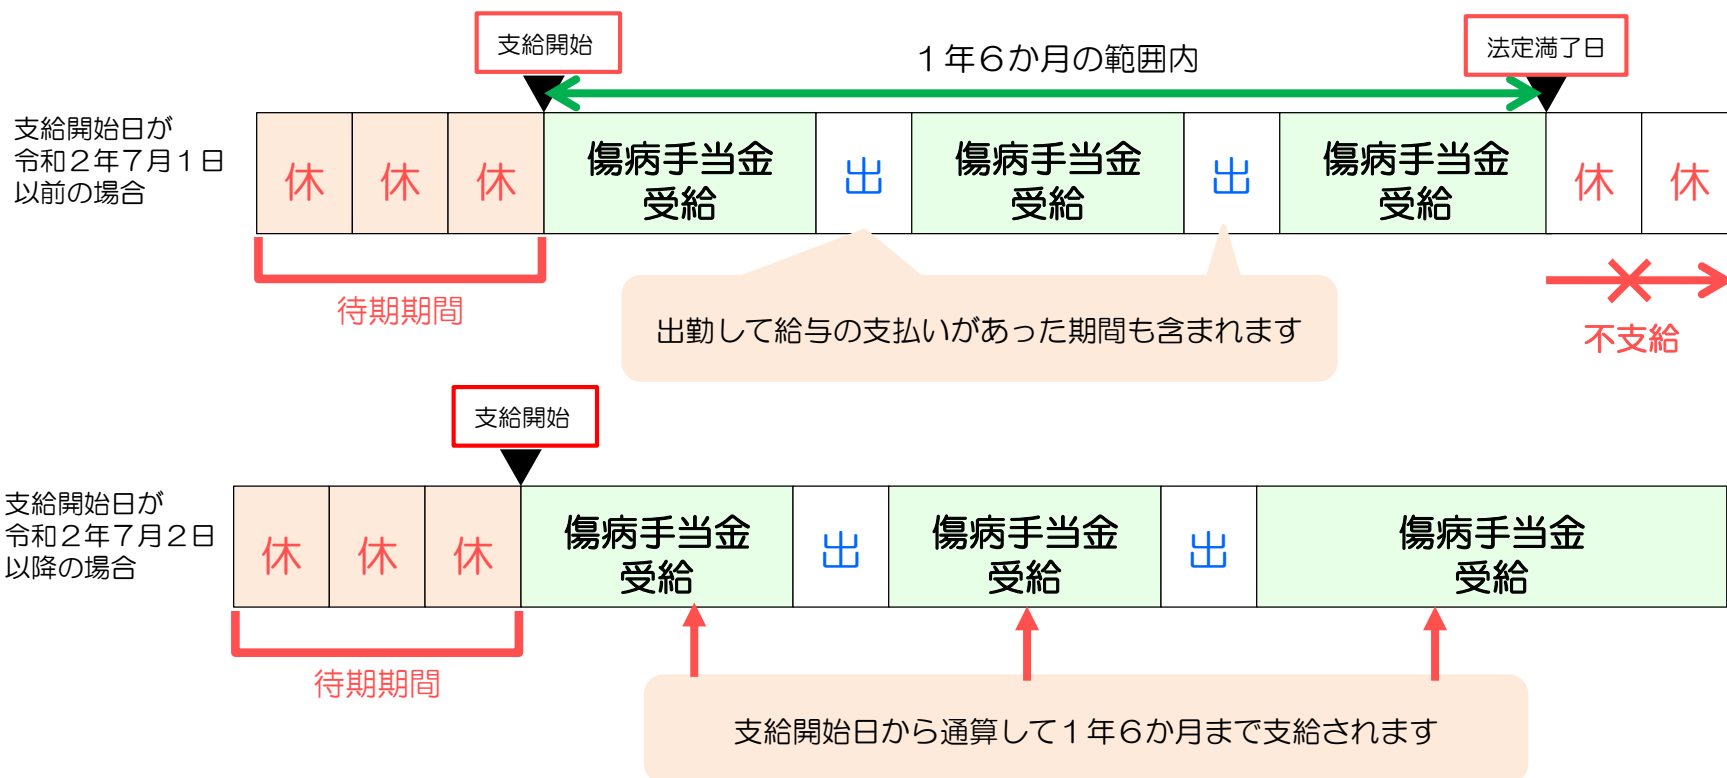 支給開始
１年６か月の範囲内
法定満了日
支給開始日が
令和２年７月１日
以前の場合
休 休 休 傷病手当金 出 傷病手当金 出 傷病手当金 休 休
受給 受給 受給
待期期間
出勤して給与の支払いがあった期間も含まれます
不支給
支給開始
支給開始日が
令和２年７月２日
以降の場合
休 休 休 傷病手当金 出 傷病手当金 出 傷病手当金
受給 受給 受給
待期期間
支給開始日から通算して１年６か月まで支給されます